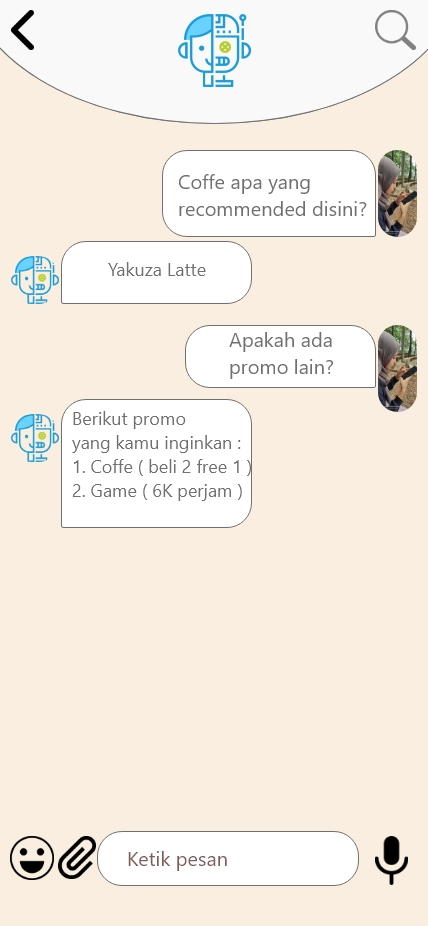 Coffe apa yang
recommended disini?
Yakuza Latte
Apakah ada
promo lain?
Berikut promo
yang kamu inginkan :
1. Coffe ( beli 2 free 1 )
2. Game ( 6K perjam )
Ketik pesan